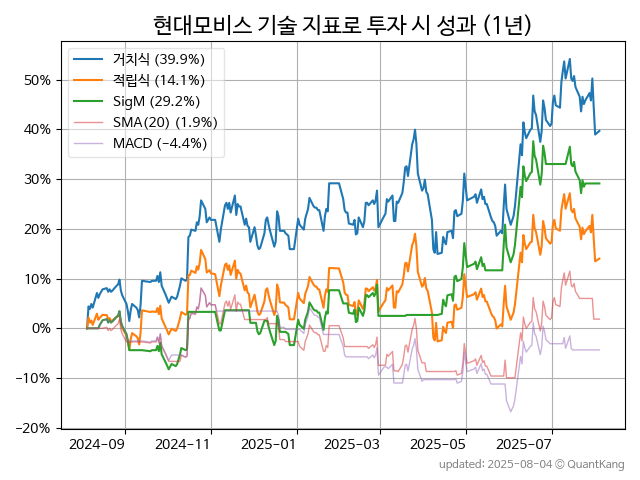 현대모비스 기술 지표로 투자 시 성과 (1년)
거치식 (39.9%)
적립식 (14.1%)
SigM (29.2%)
SMA(20) (1.9%)
MACD (−4.4%)
50%
40%
30%
20%
10%
0%
−10%
−20%
2024-09 2024-11 2025-01 2025-03 2025-05 2025-07
updated: 2025-08-04 © QuantKang